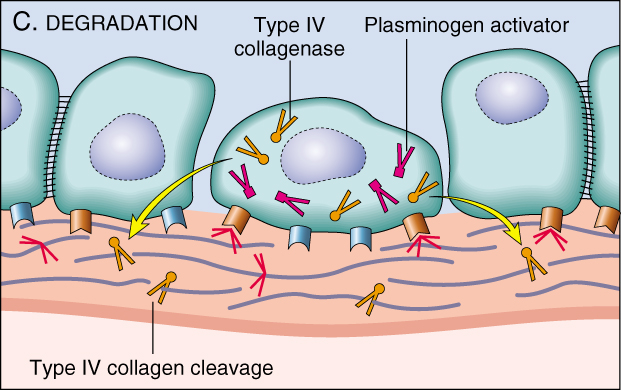 C. DEGRADATION
Type IV
collagenase
Plasminogen activator
Type IV collagen cleavage